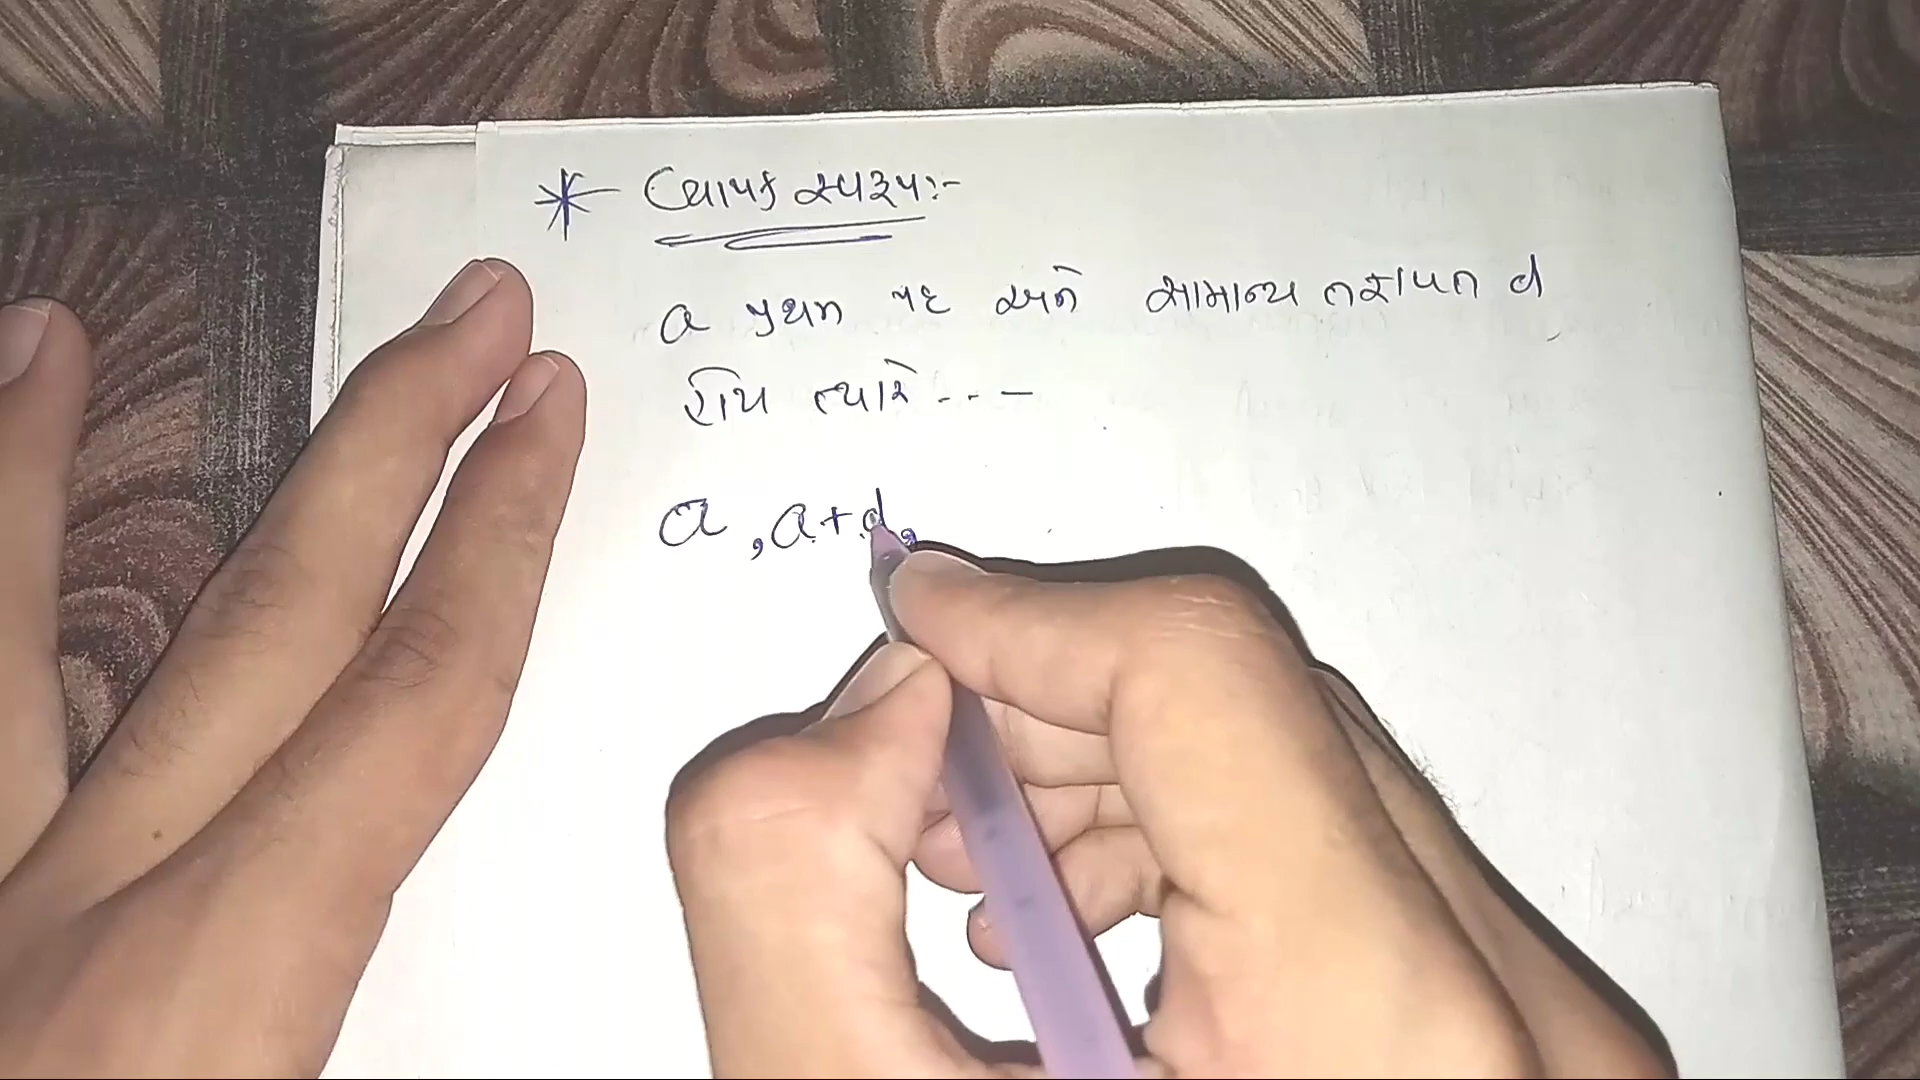 * વ્યાપક સ્વરૂપ:-
a પ્રથમ પદ અને સામાન્ય તફાવત d
હોય ત્યારે - - -
a , a + d ,